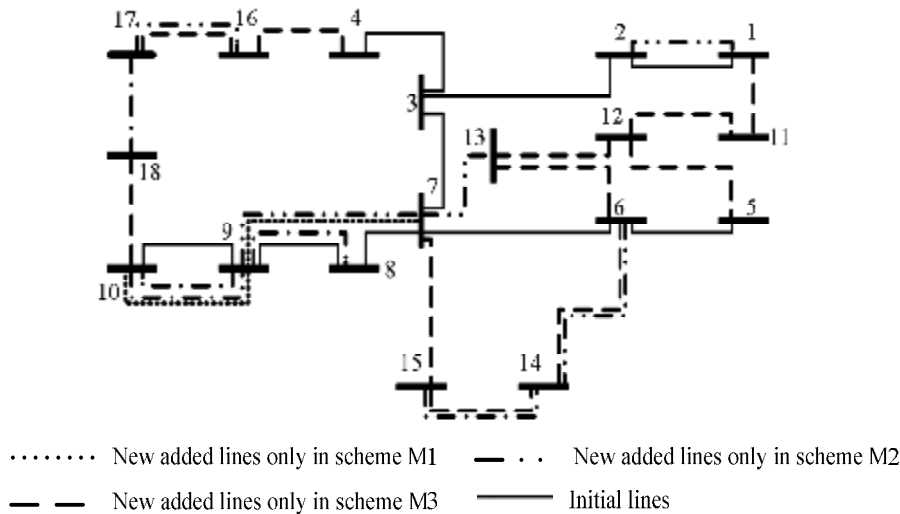 17 16 4 2 1
3
12 11
13
18
7 6 5
9
10 8
15 14
New added lines only in scheme M1
New added lines only in scheme M2
New added lines only in scheme M3
Initial lines